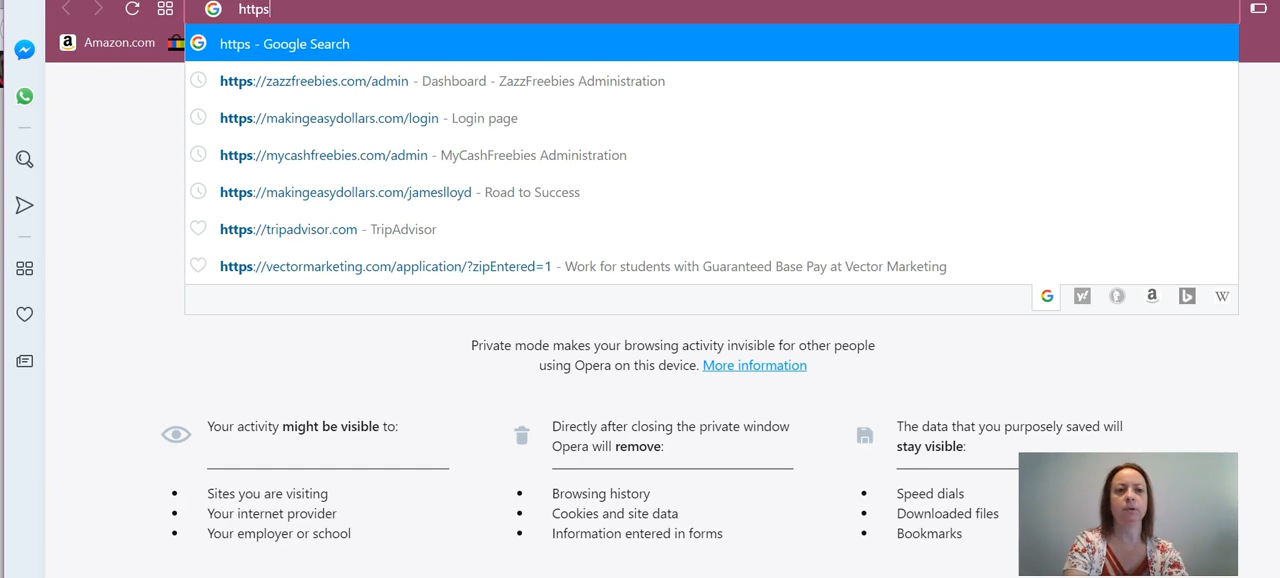 https
Amazon.com
https - Google Search
https://zazzfreebies.com/admin - Dashboard - ZazzFreebies Administration
https://makingeasydollars.com/login - Login page
https://mycashfreebies.com/admin - MyCashFreebies Administration
https://makingeasydollars.com/jameslloyd - Road to Success
https://tripadvisor.com - TripAdvisor
https://vectormarketing.com/application/?zipEntered=1 - Work for students with Guaranteed Base Pay at Vector Marketing
Private mode makes your browsing activity invisible for other people
using Opera on this device. More information
Your activity might be visible to:
Sites you are visiting
Your internet provider
Your employer or school
Directly after closing the private window
Opera will remove:
Browsing history
Cookies and site data
Information entered in forms
The data that you purposely saved will
stay visible:
Speed dials
Downloaded files
Bookmarks